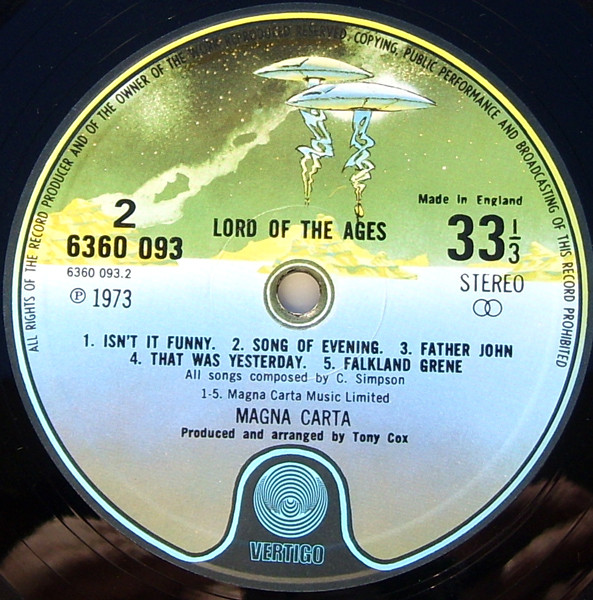 ALL RIGHTS OF THE RECORD PRODUCER AND OF THE OWNER OF THE WORK REPRODUCED RESERVED, COPYING, PUBLIC PERFORMANCE AND BROADCASTING OF THIS RECORD PROHIBITED
Made in England
2
LORD OF THE AGES
33 1/3
6360 093
6360 093.2
STEREO
℗ 1973
1. ISN'T IT FUNNY. 2. SONG OF EVENING. 3. FATHER JOHN
4. THAT WAS YESTERDAY. 5. FALKLAND GRENE
All songs composed by C. Simpson
1-5. Magna Carta Music Limited
MAGNA CARTA
Produced and arranged by Tony Cox
VERTIGO